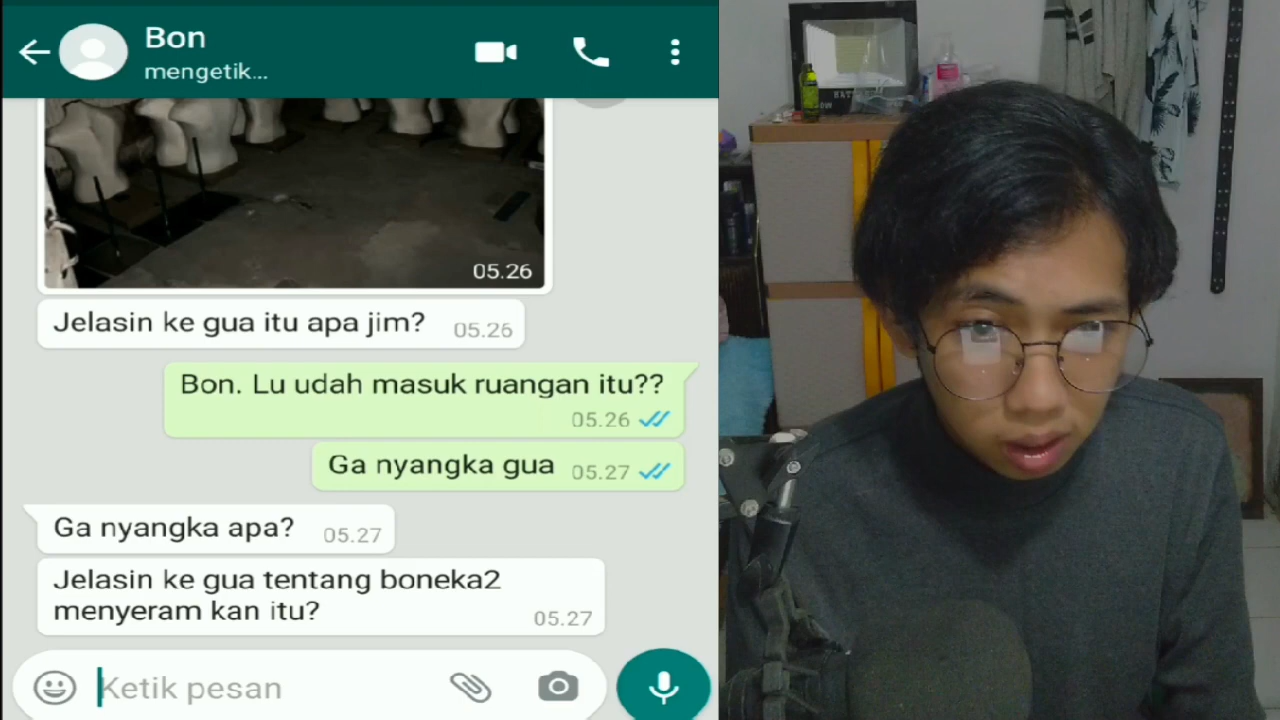 Bon
mengetik...
05.26
Jelasin ke gua itu apa jim? 05.26
Bon. Lu udah masuk ruangan itu??
05.26
Ga nyangka gua 05.27
Ga nyangka apa? 05.27
Jelasin ke gua tentang boneka2
menyeram kan itu?
05.27
Ketik pesan